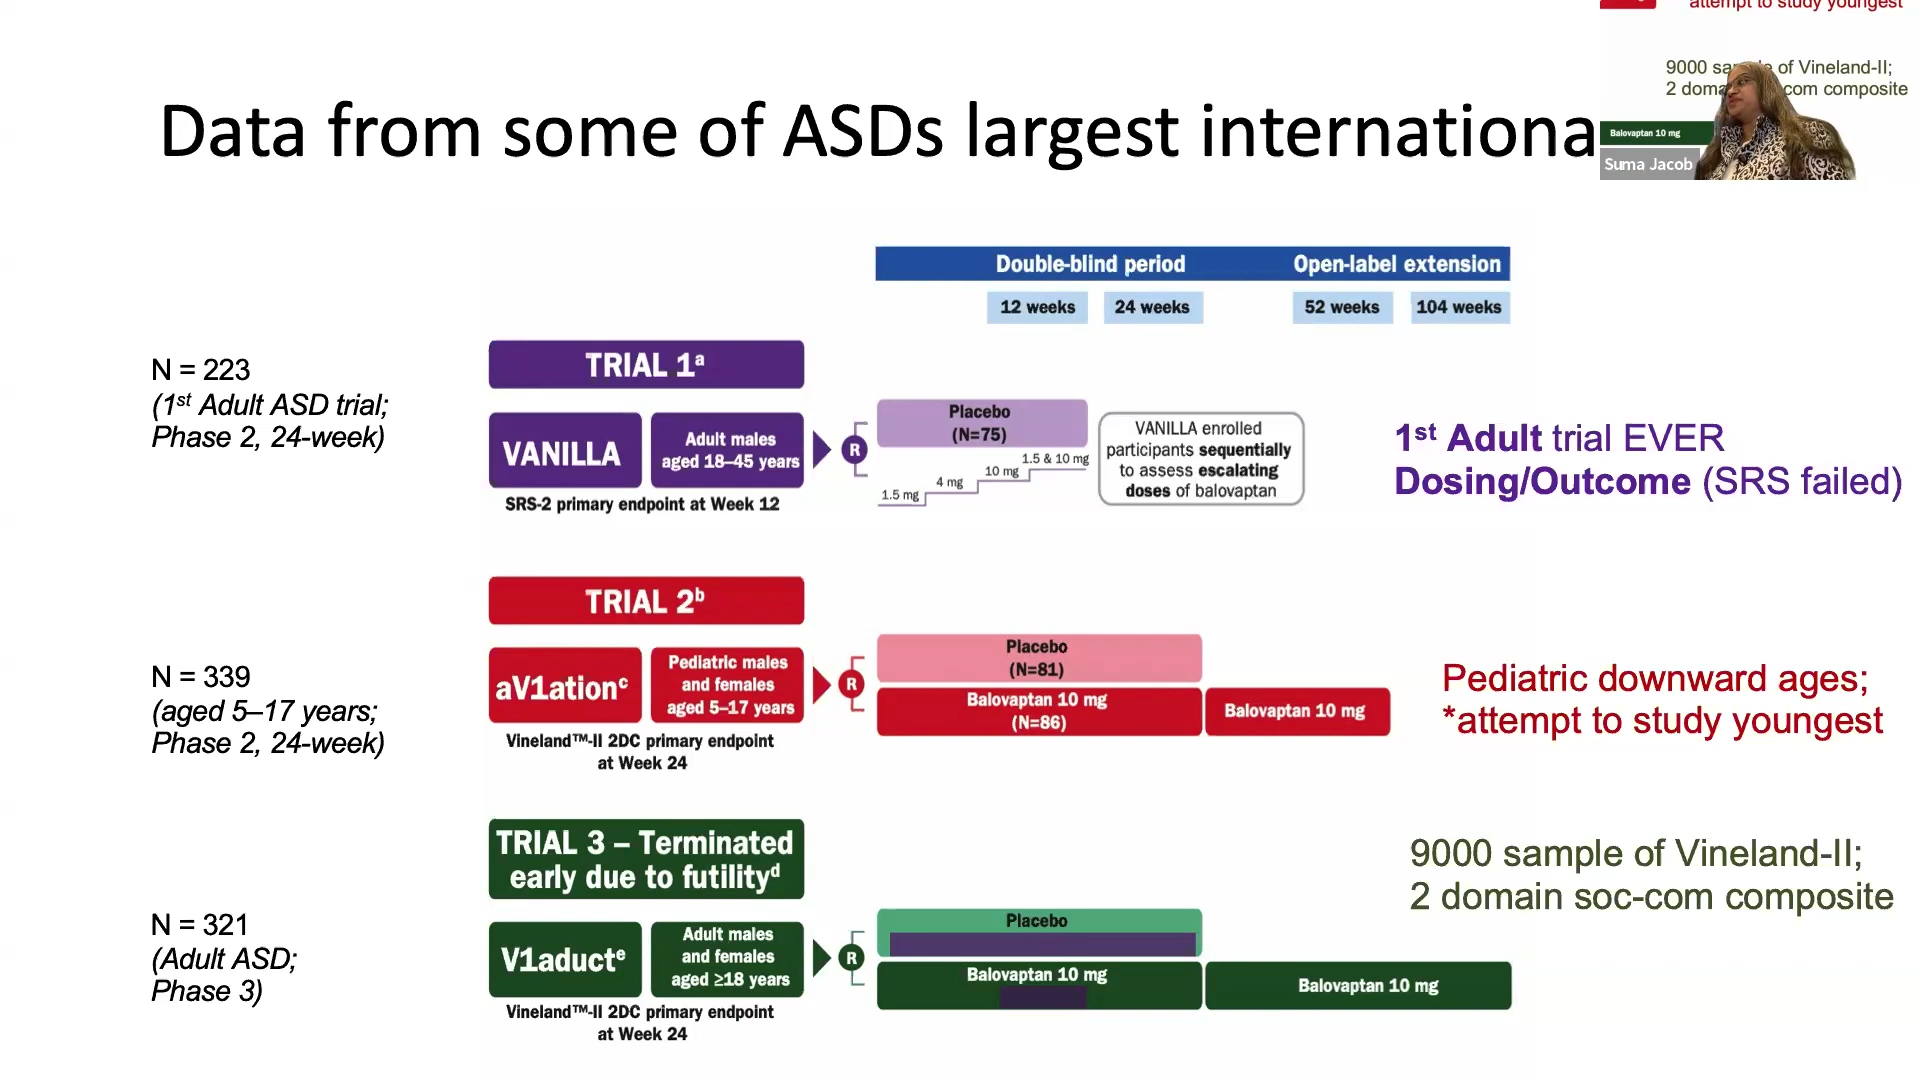 attempt to study youngest
9000 sa of Vineland-II;
2 doma com composite
Balovaptan 10 mg
Suma Jacob
Data from some of ASDs largest internationa
Double-blind period
Open-label extension
12 weeks
24 weeks
52 weeks
104 weeks
N = 223
(1st Adult ASD trial;
Phase 2, 24-week)
TRIAL 1a
VANILLA
Adult males
aged 18–45 years
SRS-2 primary endpoint at Week 12
R
Placebo
(N=75)
1.5 mg
4 mg
10 mg
1.5 & 10 mg
VANILLA enrolled
participants sequentially
to assess escalating
doses of balovaptan
1st Adult trial EVER
Dosing/Outcome (SRS failed)
N = 339
(aged 5–17 years;
Phase 2, 24-week)
TRIAL 2b
aV1ationc
Pediatric males
and females
aged 5–17 years
Vineland™-II 2DC primary endpoint
at Week 24
R
Placebo
(N=81)
Balovaptan 10 mg
(N=86)
Balovaptan 10 mg
Pediatric downward ages;
*attempt to study youngest
N = 321
(Adult ASD;
Phase 3)
TRIAL 3 – Terminated
early due to futilityd
V1aducte
Adult males
and females
aged ≥18 years
Vineland™-II 2DC primary endpoint
at Week 24
R
Placebo
Balovaptan 10 mg
Balovaptan 10 mg
9000 sample of Vineland-II;
2 domain soc-com composite